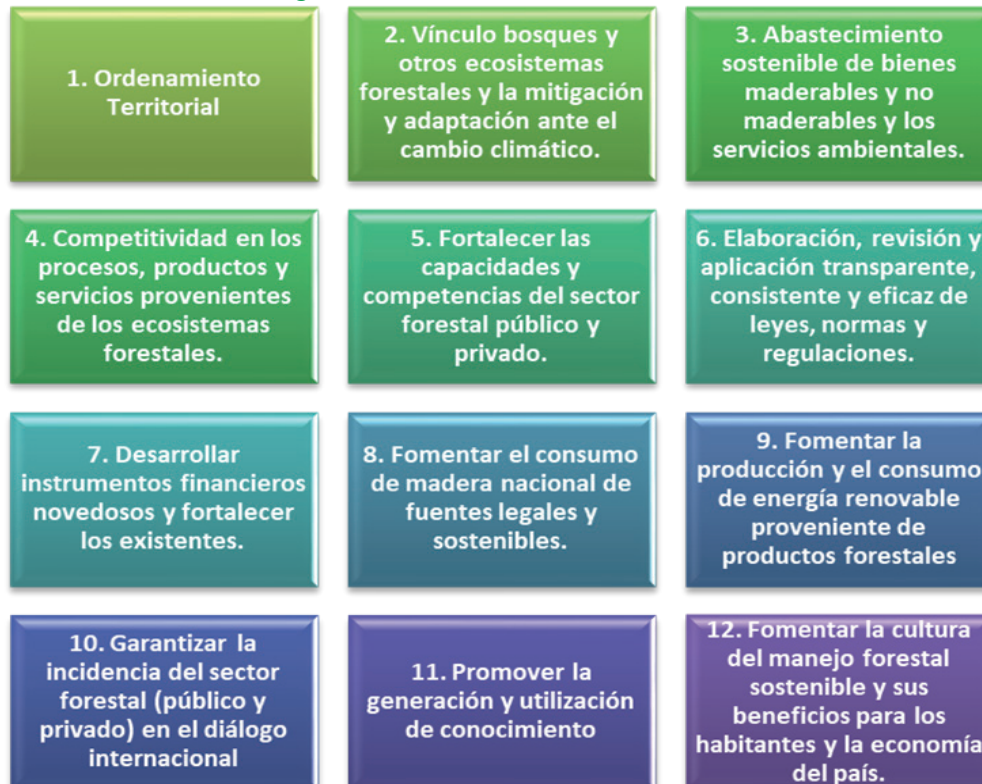 1. Ordenamiento
Territorial
2. Vínculo bosques y
otros ecosistemas
forestales y la mitigación
y adaptación ante el
cambio climático.
3. Abastecimiento
sostenible de bienes
maderables y no
maderables y los
servicios ambientales.
4. Competitividad en los
procesos, productos y
servicios provenientes
de los ecosistemas
forestales.
5. Fortalecer las
capacidades y
competencias del sector
forestal público y
privado.
6. Elaboración, revisión y
aplicación transparente,
consistente y eficaz de
leyes, normas y
regulaciones.
7. Desarrollar
instrumentos financieros
novedosos y fortalecer
los existentes.
8. Fomentar el consumo
de madera nacional de
fuentes legales y
sostenibles.
9. Fomentar la
producción y el consumo
de energía renovable
proveniente de
productos forestales
10. Garantizar la
incidencia del sector
forestal (público y
privado) en el diálogo
internacional
11. Promover la
generación y utilización
de conocimiento
12. Fomentar la cultura
del manejo forestal
sostenible y sus
beneficios para los
habitantes y la economía
del país.